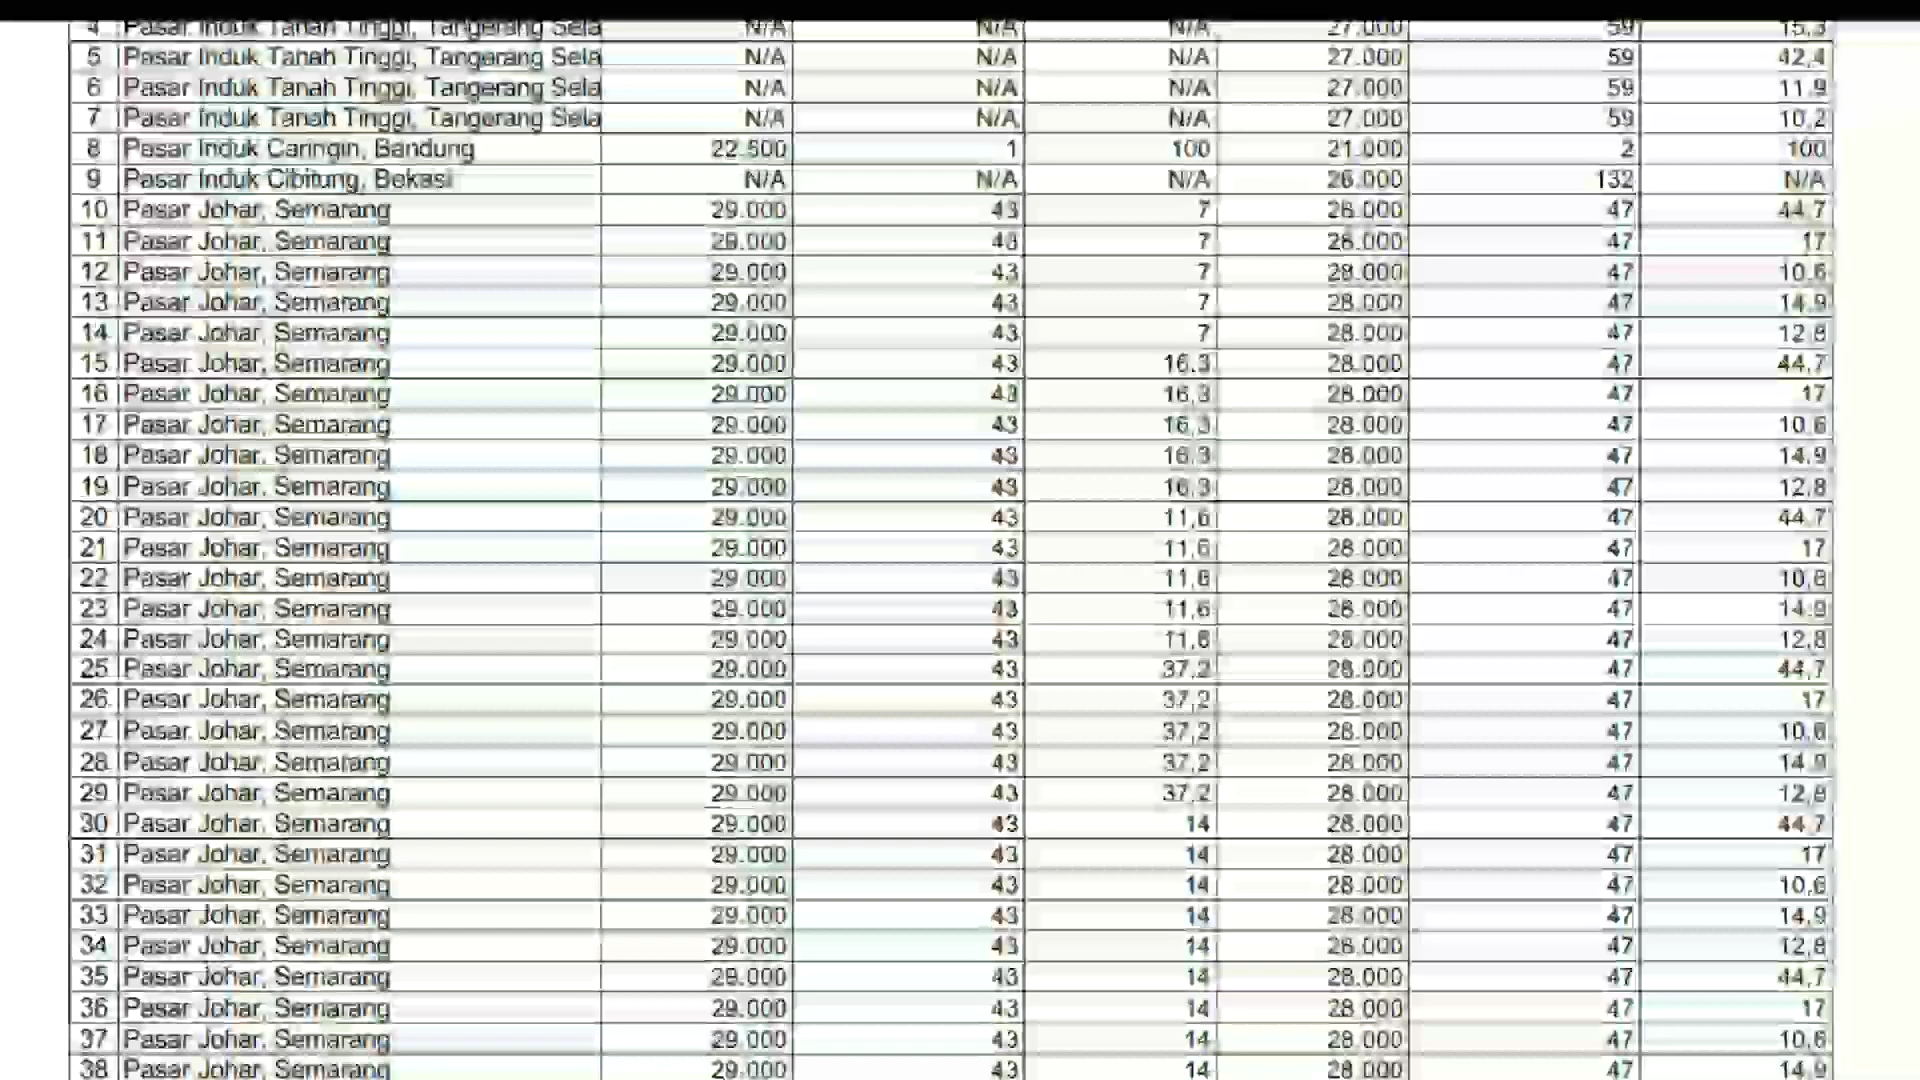 4 Pasar Induk Tanah Tinggi, Tangerang Sela N/A N/A N/A 27.000 59 15,3
5 Pasar Induk Tanah Tinggi, Tangerang Sela N/A N/A N/A 27.000 59 42,4
6 Pasar Induk Tanah Tinggi, Tangerang Sela N/A N/A N/A 27.000 59 11,9
7 Pasar Induk Tanah Tinggi, Tangerang Sela N/A N/A N/A 27.000 59 10,2
8 Pasar Induk Caringin, Bandung 22.500 1 100 21.000 2 100
9 Pasar Induk Cibitung, Bekasi N/A N/A N/A 26.000 132 N/A
10 Pasar Johar, Semarang 29.000 43 7 28.000 47 44,7
11 Pasar Johar, Semarang 29.000 43 7 28.000 47 17
12 Pasar Johar, Semarang 29.000 43 7 28.000 47 10,6
13 Pasar Johar, Semarang 29.000 43 7 28.000 47 14,9
14 Pasar Johar, Semarang 29.000 43 7 28.000 47 12,8
15 Pasar Johar, Semarang 29.000 43 16,3 28.000 47 44,7
16 Pasar Johar, Semarang 29.000 43 16,3 28.000 47 17
17 Pasar Johar, Semarang 29.000 43 16,3 28.000 47 10,6
18 Pasar Johar, Semarang 29.000 43 16,3 28.000 47 14,9
19 Pasar Johar, Semarang 29.000 43 16,3 28.000 47 12,8
20 Pasar Johar, Semarang 29.000 43 11,6 28.000 47 44,7
21 Pasar Johar, Semarang 29.000 43 11,6 28.000 47 17
22 Pasar Johar, Semarang 29.000 43 11,6 28.000 47 10,6
23 Pasar Johar, Semarang 29.000 43 11,6 28.000 47 14,9
24 Pasar Johar, Semarang 29.000 43 11,6 28.000 47 12,8
25 Pasar Johar, Semarang 29.000 43 37,2 28.000 47 44,7
26 Pasar Johar, Semarang 29.000 43 37,2 28.000 47 17
27 Pasar Johar, Semarang 29.000 43 37,2 28.000 47 10,6
28 Pasar Johar, Semarang 29.000 43 37,2 28.000 47 14,9
29 Pasar Johar, Semarang 29.000 43 37,2 28.000 47 12,8
30 Pasar Johar, Semarang 29.000 43 14 28.000 47 44,7
31 Pasar Johar, Semarang 29.000 43 14 28.000 47 17
32 Pasar Johar, Semarang 29.000 43 14 28.000 47 10,6
33 Pasar Johar, Semarang 29.000 43 14 28.000 47 14,9
34 Pasar Johar, Semarang 29.000 43 14 28.000 47 12,8
35 Pasar Johar, Semarang 29.000 43 14 28.000 47 44,7
36 Pasar Johar, Semarang 29.000 43 14 28.000 47 17
37 Pasar Johar, Semarang 29.000 43 14 28.000 47 10,6
38 Pasar Johar, Semarang 29.000 43 14 28.000 47 14,9